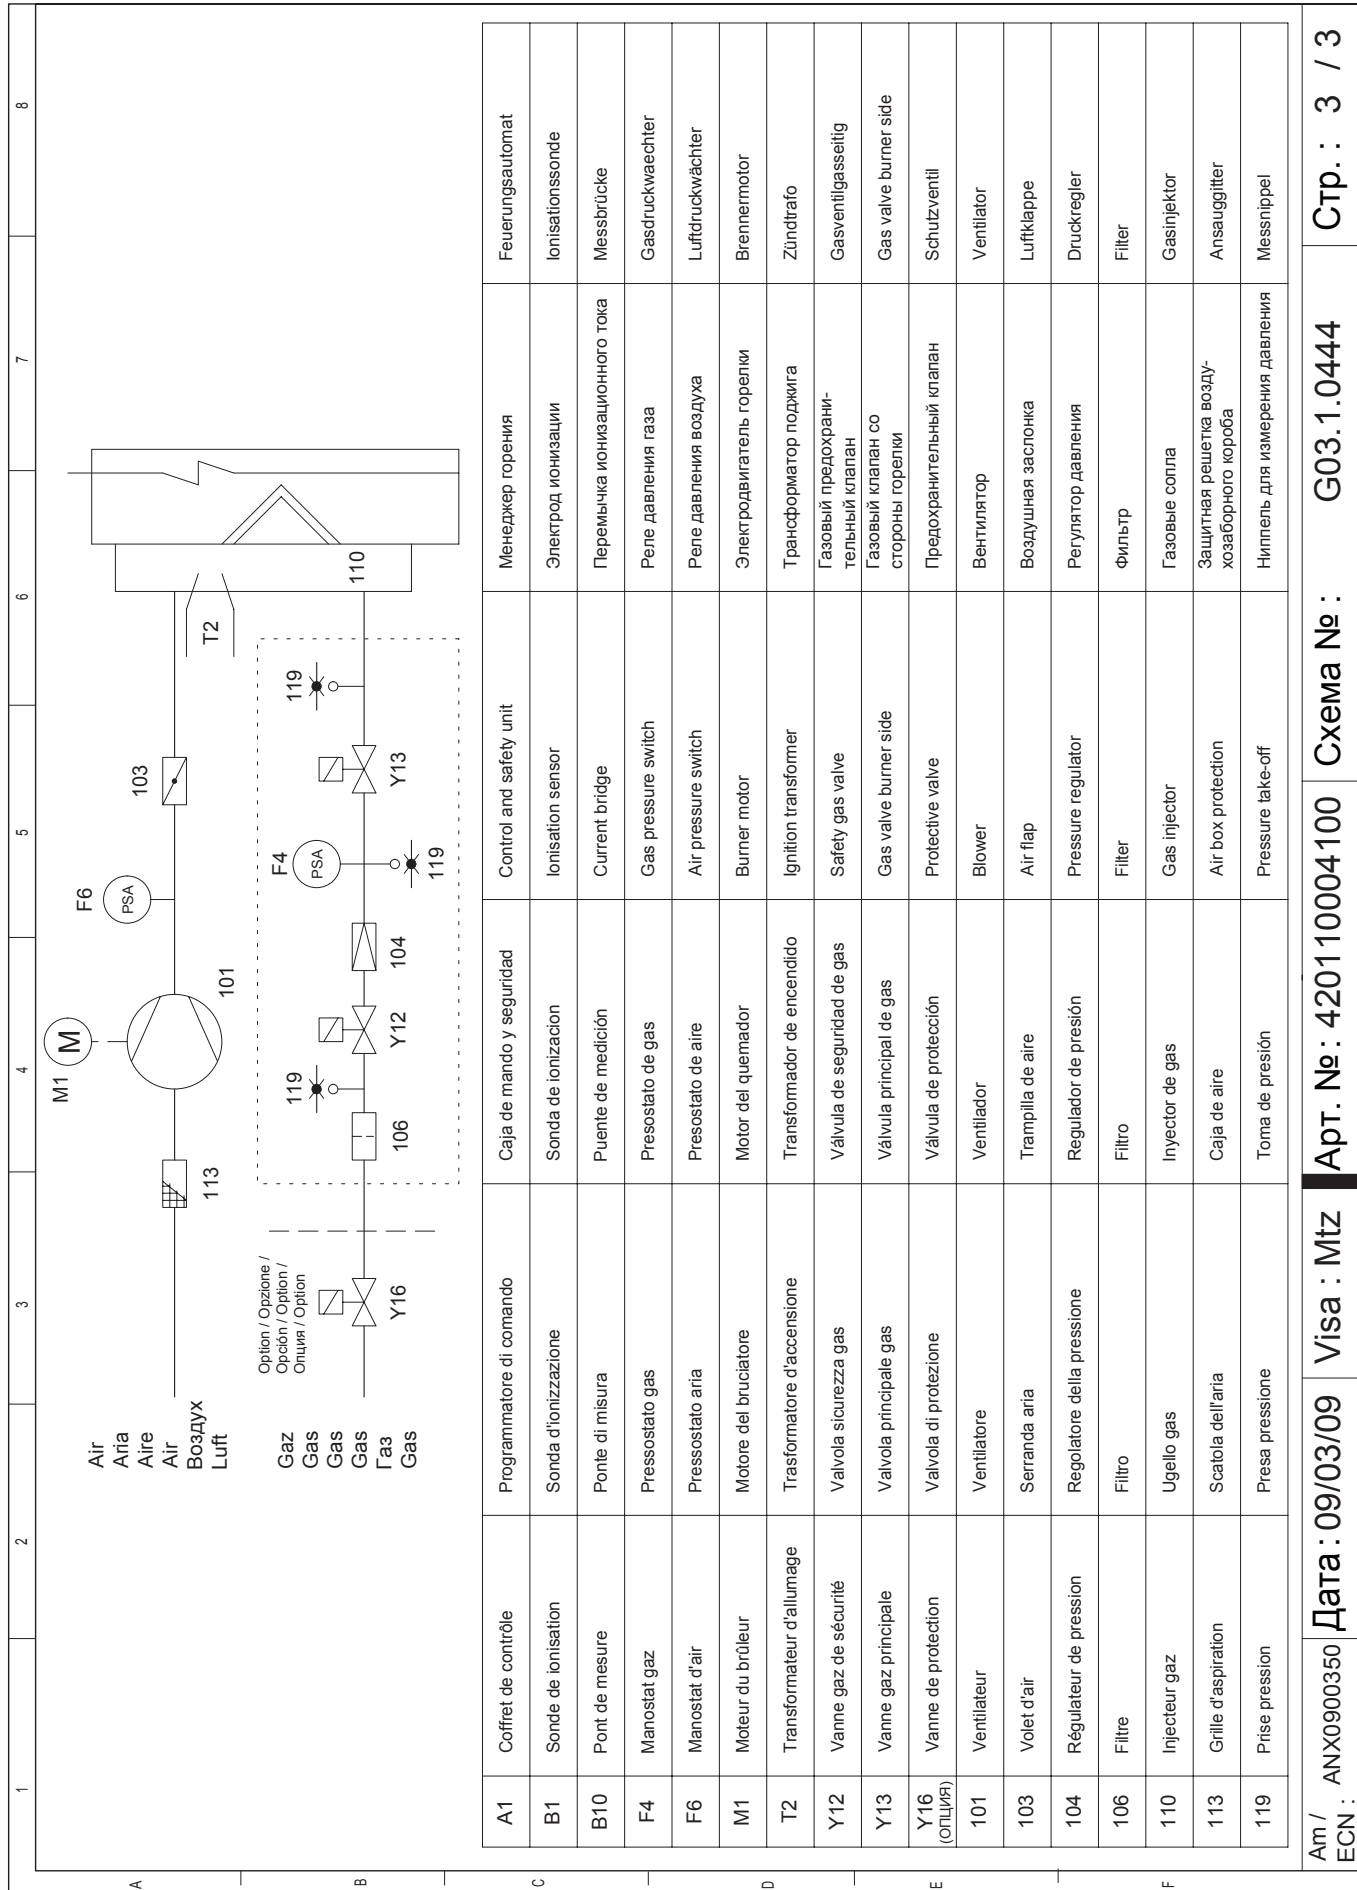 1 2 3 4 5 6 7 8
A
B
C
D
E
F
Air
Aria
Aire
Air
Воздух
Luft
M1
M
F6
PSA
113
101
103
T2
Gaz
Gas
Gas
Gas
Газ
Gas
Option / Opzione /
Opción / Option /
Опция / Option
Y16
106
119
Y12
104
F4
PSA
119
Y13
119
110
A1 Coffret de contrôle Programmatore di comando Caja de mando y seguridad Control and safety unit Менеджер горения Feuerungsautomat
B1 Sonde de ionisation Sonda d'ionizzazione Sonda de ionizacion Ionisation sensor Электрод ионизации Ionisationssonde
B10 Pont de mesure Ponte di misura Puente de medición Current bridge Перемычка ионизационного тока Messbrücke
F4 Manostat gaz Pressostato gas Presostato de gas Gas pressure switch Реле давления газа Gasdruckwaechter
F6 Manostat d'air Pressostato aria Presostato de aire Air pressure switch Реле давления воздуха Luftdruckwächter
M1 Moteur du brûleur Motore del bruciatore Motor del quemador Burner motor Электродвигатель горелки Brennermotor
T2 Transformateur d'allumage Trasformatore d'accensione Transformador de encendido Ignition transformer Трансформатор поджига Zündtrafo
Y12 Vanne gaz de sécurité Valvola sicurezza gas Válvula de seguridad de gas Safety gas valve Газовый предохрани-
тельный клапан Gasventilgasseitig
Y13 Vanne gaz principale Valvola principale gas Válvula principal de gas Gas valve burner side Газовый клапан со
стороны горелки Gas valve burner side
Y16
(ОПЦИЯ) Vanne de protection Valvola di protezione Válvula de protección Protective valve Предохранительный клапан Schutzventil
101 Ventilateur Ventilatore Ventilador Blower Вентилятор Ventilator
103 Volet d'air Serranda aria Trampilla de aire Air flap Воздушная заслонка Luftklappe
104 Régulateur de pression Regolatore della pressione Regulador de presión Pressure regulator Регулятор давления Druckregler
106 Filtre Filtro Filtro Filter Фильтр Filter
110 Injecteur gaz Ugello gas Inyector de gas Gas injector Газовые сопла Gasinjektor
113 Grille d'aspiration Scatola dell'aria Caja de aire Air box protection Защитная решетка возду-
хозаборного короба Ansauggitter
119 Prise pression Presa pressione Toma de presión Pressure take-off Ниппель для измерения давления Messnippel
Am /
ECN : ANX0900350 Дата : 09/03/09 Visa : Mtz Арт. № : 420110004100 Схема № : G03.1.0444 Стр. : 3 / 3